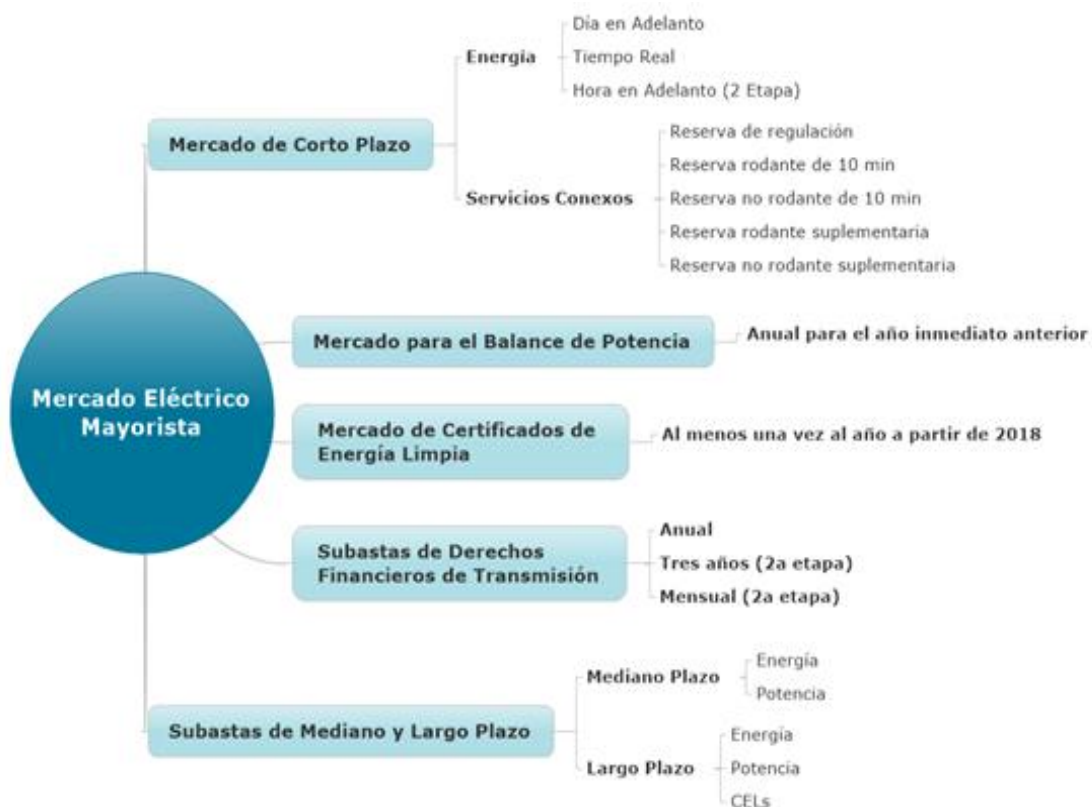 Mercado Eléctrico
Mayorista
Mercado de Corto Plazo
Energía
Día en Adelanto
Tiempo Real
Hora en Adelanto (2 Etapa)
Servicios Conexos
Reserva de regulación
Reserva rodante de 10 min
Reserva no rodante de 10 min
Reserva rodante suplementaria
Reserva no rodante suplementaria
Mercado para el Balance de Potencia
Anual para el año inmediato anterior
Mercado de Certificados de
Energía Limpia
Al menos una vez al año a partir de 2018
Subastas de Derechos
Financieros de Transmisión
Anual
Tres años (2a etapa)
Mensual (2a etapa)
Subastas de Mediano y Largo Plazo
Mediano Plazo
Energía
Potencia
Largo Plazo
Energía
Potencia
CELs